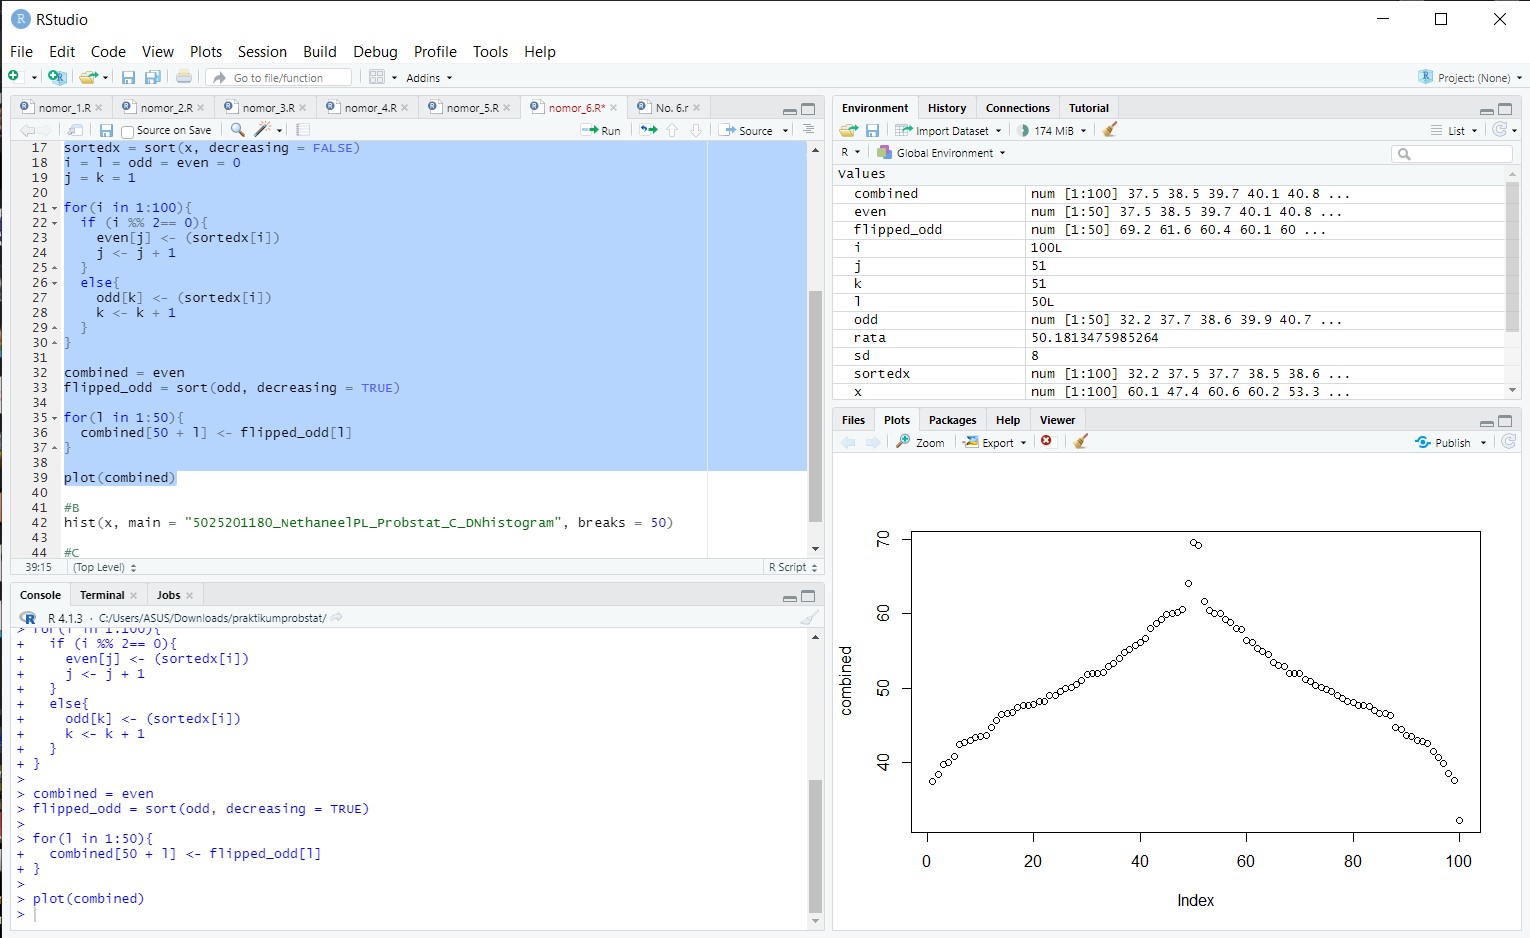 RStudio
File Edit Code View Plots Session Build Debug Profile Tools Help
Go to file/function Addins Project: (None)
nomor_1.R nomor_2.R nomor_3.R nomor_4.R nomor_5.R nomor_6.R* No. 6.r
Source on Save Run Source
17 sortedx = sort(x, decreasing = FALSE)
18 i = l = odd = even = 0
19 j = k = 1
20
21 for(i in 1:100){
22 if (i %% 2== 0){
23 even[j] <- (sortedx[i])
24 j <- j + 1
25 }
26 else{
27 odd[k] <- (sortedx[i])
28 k <- k + 1
29 }
30 }
31
32 combined = even
33 flipped_odd = sort(odd, decreasing = TRUE)
34
35 for(l in 1:50){
36 combined[50 + l] <- flipped_odd[l]
37 }
38
39 plot(combined)
40
41 #B
42 hist(x, main = "5025201180_NethaneelPL_Probstat_C_DNhistogram", breaks = 50)
43
44 #C
39:15 (Top Level) R Script
Console Terminal Jobs
R 4.1.3 · C:/Users/ASUS/Downloads/praktikumprobstat/
> for(i in 1:100){
+ if (i %% 2== 0){
+ even[j] <- (sortedx[i])
+ j <- j + 1
+ }
+ else{
+ odd[k] <- (sortedx[i])
+ k <- k + 1
+ }
+ }
>
> combined = even
> flipped_odd = sort(odd, decreasing = TRUE)
>
> for(l in 1:50){
+ combined[50 + l] <- flipped_odd[l]
+ }
>
> plot(combined)
>
Environment History Connections Tutorial
Import Dataset 174 MiB List
R Global Environment
values
combined num [1:100] 37.5 38.5 39.7 40.1 40.8 ...
even num [1:50] 37.5 38.5 39.7 40.1 40.8 ...
flipped_odd num [1:50] 69.2 61.6 60.4 60.1 60 ...
i 100L
j 51
k 51
l 50L
odd num [1:50] 32.2 37.7 38.6 39.9 40.7 ...
rata 50.1813475985264
sd 8
sortedx num [1:100] 32.2 37.5 37.7 38.5 38.6 ...
x num [1:100] 60.1 47.4 60.6 60.2 53.3 ...
Files Plots Packages Help Viewer
Zoom Export Publish
70
60
50
40
combined
0 20 40 60 80 100
Index